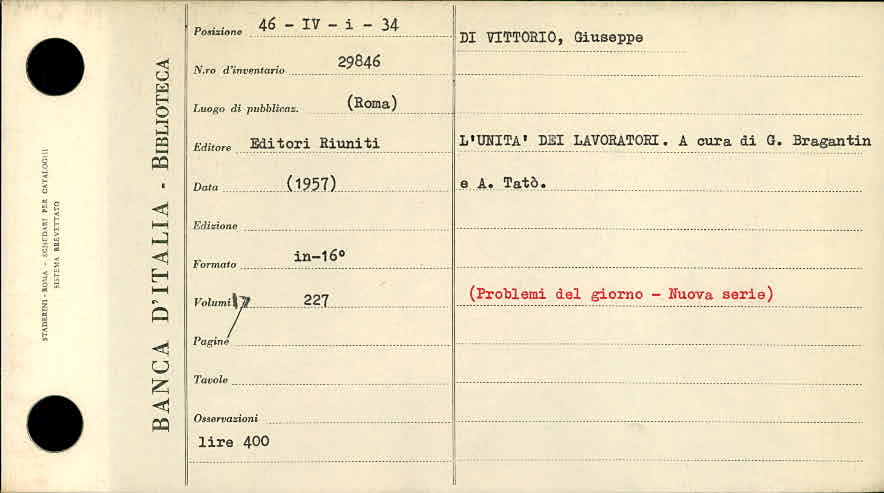 STADERINI - ROMA - SCHEDARI PER CATALOGHI
SISTEMA BREVETTATO
BANCA D'ITALIA - BIBLIOTECA
Posizione 46 - IV - i - 34
N.ro d'inventario 29846
Luogo di pubblicaz. (Roma)
Editore Editori Riuniti
Data (1957)
Edizione
Formato in-16°
Volumi 227
Pagine
Tavole
Osservazioni
lire 400
DI VITTORIO, Giuseppe
L'UNITA' DEI LAVORATORI. A cura di G. Bragantin
e A. Tatò.
(Problemi del giorno - Nuova serie)